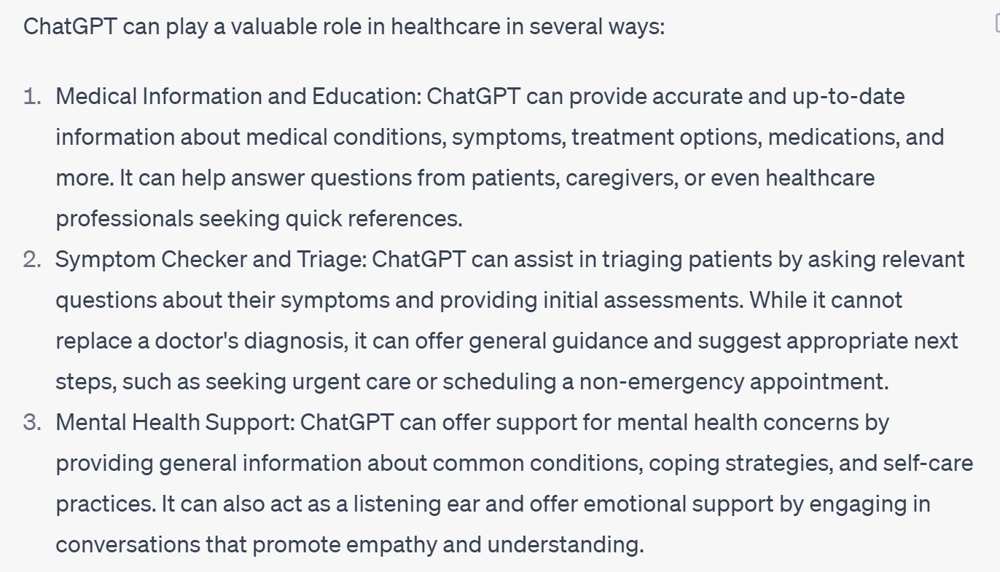 ChatGPT can play a valuable role in healthcare in several ways:
1. Medical Information and Education: ChatGPT can provide accurate and up-to-date
information about medical conditions, symptoms, treatment options, medications, and
more. It can help answer questions from patients, caregivers, or even healthcare
professionals seeking quick references.
2. Symptom Checker and Triage: ChatGPT can assist in triaging patients by asking relevant
questions about their symptoms and providing initial assessments. While it cannot
replace a doctor's diagnosis, it can offer general guidance and suggest appropriate next
steps, such as seeking urgent care or scheduling a non-emergency appointment.
3. Mental Health Support: ChatGPT can offer support for mental health concerns by
providing general information about common conditions, coping strategies, and self-care
practices. It can also act as a listening ear and offer emotional support by engaging in
conversations that promote empathy and understanding.